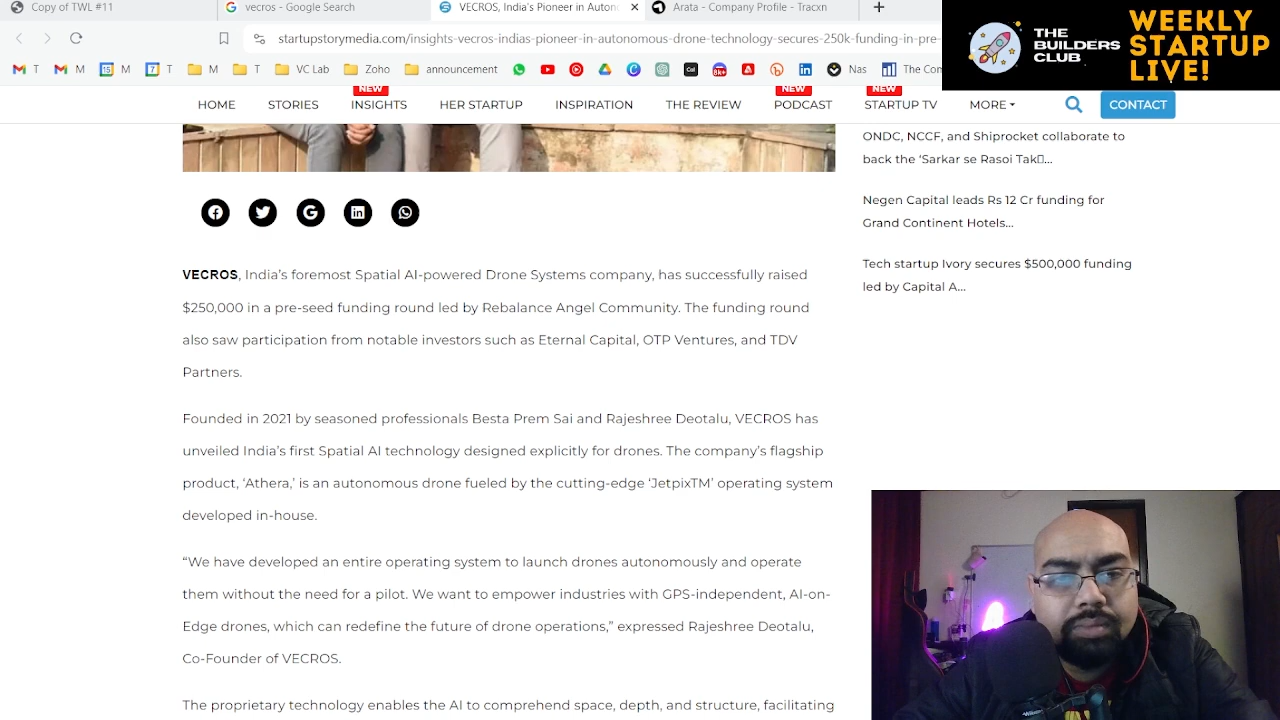 Copy of TWL #11
vecros - Google Search
VECROS, India's Pioneer in Auton
Arata - Company Profile - Tracxn
startupstorymedia.com/insights-vecros-indias-pioneer-in-autonomous-drone-technology-secures-250k-funding-in-pre-
THE BUILDERS CLUB
WEEKLY STARTUP LIVE!
T M M T M T VC Lab Zoho announcement Nas The Com
HOME STORIES INSIGHTS HER STARTUP INSPIRATION THE REVIEW PODCAST STARTUP TV MORE CONTACT
NEW NEW NEW
VECROS, India’s foremost Spatial AI-powered Drone Systems company, has successfully raised
$250,000 in a pre-seed funding round led by Rebalance Angel Community. The funding round
also saw participation from notable investors such as Eternal Capital, OTP Ventures, and TDV
Partners.
Founded in 2021 by seasoned professionals Besta Prem Sai and Rajeshree Deotalu, VECROS has
unveiled India’s first Spatial AI technology designed explicitly for drones. The company’s flagship
product, ‘Athera,’ is an autonomous drone fueled by the cutting-edge ‘JetpixTM’ operating system
developed in-house.
“We have developed an entire operating system to launch drones autonomously and operate
them without the need for a pilot. We want to empower industries with GPS-independent, AI-on-
Edge drones, which can redefine the future of drone operations,” expressed Rajeshree Deotalu,
Co-Founder of VECROS.
The proprietary technology enables the AI to comprehend space, depth, and structure, facilitating
ONDC, NCCF, and Shiprocket collaborate to
back the ‘Sarkar se Rasoi Tak...
Negen Capital leads Rs 12 Cr funding for
Grand Continent Hotels...
Tech startup Ivory secures $500,000 funding
led by Capital A...